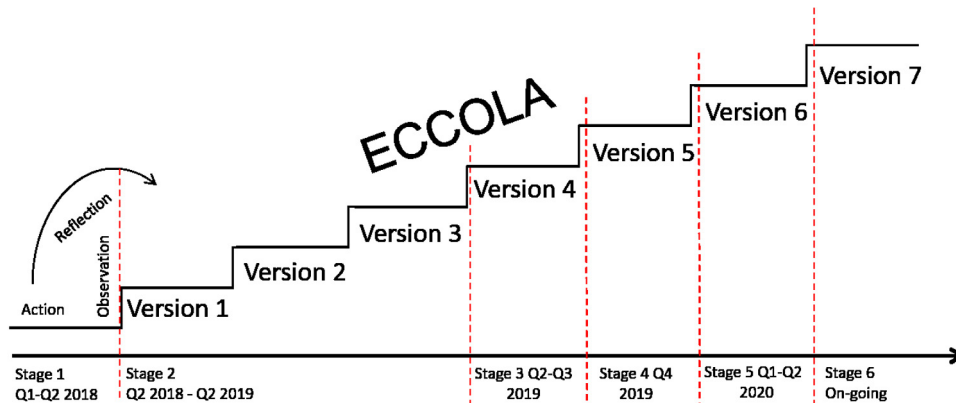 ECCOLA
Reflection
Action
Observation
Version 1
Version 2
Version 3
Version 4
Version 5
Version 6
Version 7
Stage 1
Q1-Q2 2018
Stage 2
Q2 2018 - Q2 2019
Stage 3 Q2-Q3
2019
Stage 4 Q4
2019
Stage 5 Q1-Q2
2020
Stage 6
On-going